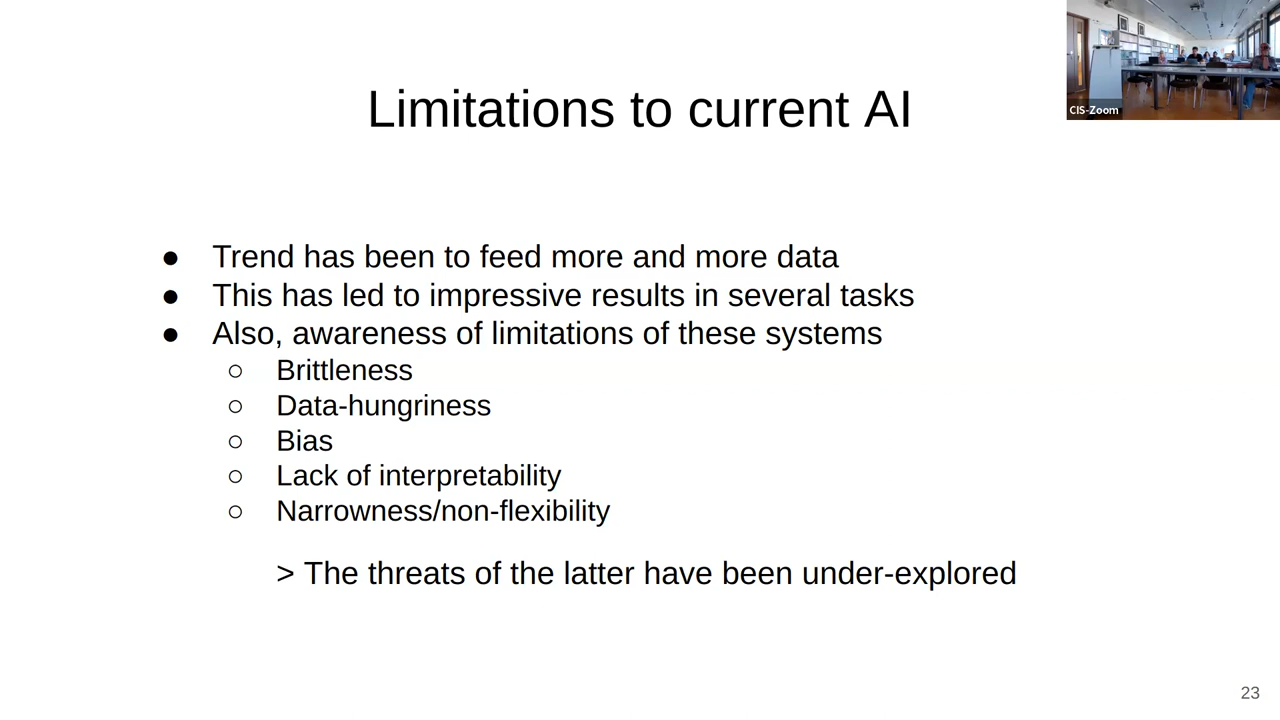 CIS-Zoom
Limitations to current AI
● Trend has been to feed more and more data
● This has led to impressive results in several tasks
● Also, awareness of limitations of these systems
○ Brittleness
○ Data-hungriness
○ Bias
○ Lack of interpretability
○ Narrowness/non-flexibility
> The threats of the latter have been under-explored
23